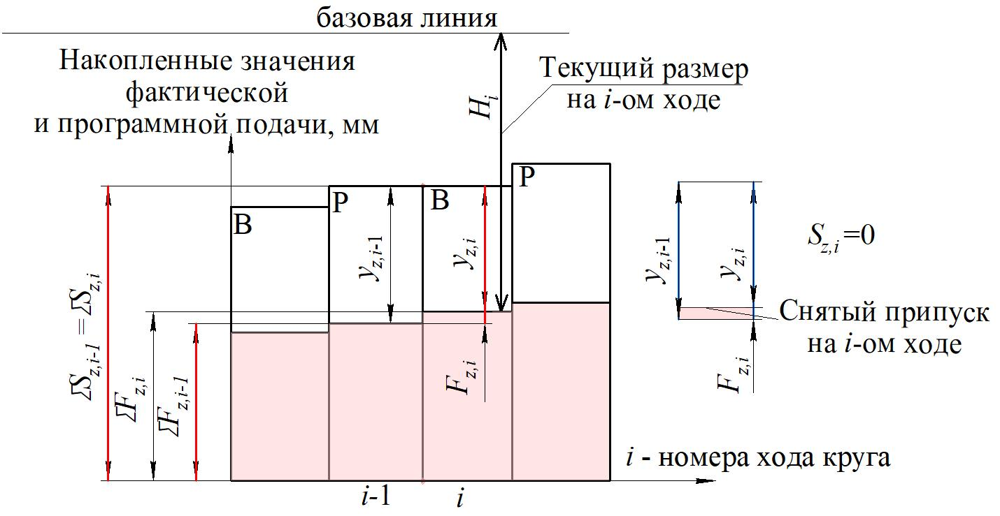 базовая линия
Накопленные значения
фактической
и программной подачи, мм
Текущий размер
на i-ом ходе
H_i
В
Р
В
Р
y_{z,i-1}
y_{z,i}
ΣS_{z,i-1} = ΣS_{z,i}
ΣF_{z,i}
ΣF_{z,i-1}
F_{z,i}
y_{z,i-1}
y_{z,i}
S_{z,i}=0
Снятый припуск
на i-ом ходе
F_{z,i}
i - номера хода круга
i-1
i